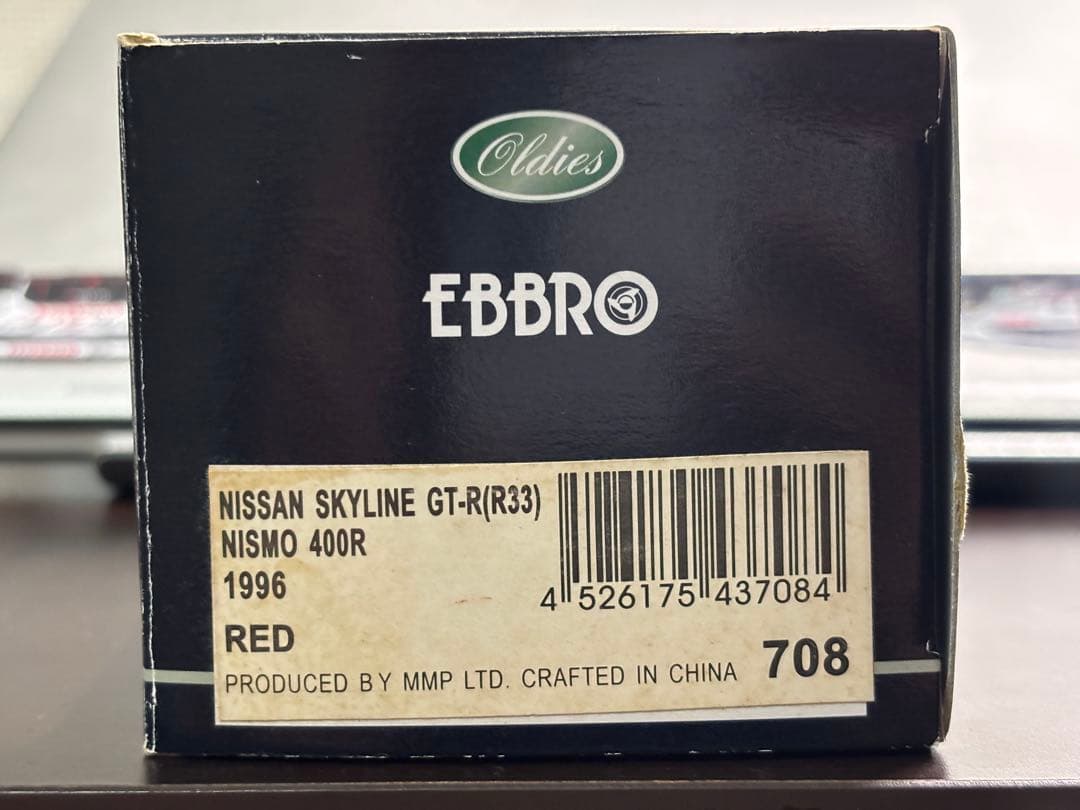 Oldies
EBBRO
NISSAN SKYLINE GT-R(R33)
NISMO 400R
1996
4 526175 437084
RED
708
PRODUCED BY MMP LTD. CRAFTED IN CHINA